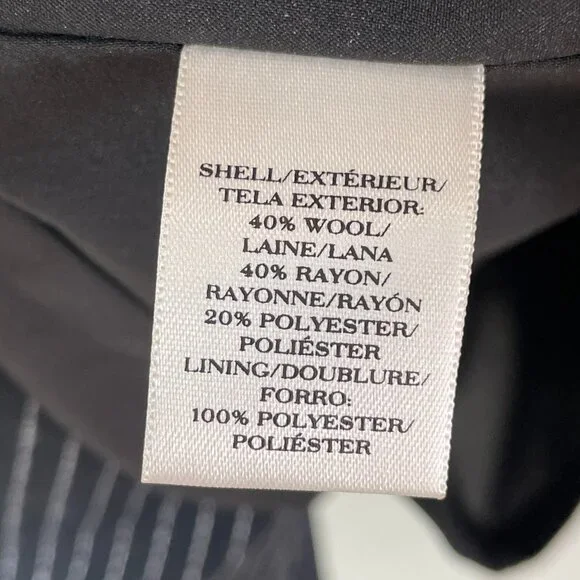 SHELL/EXTÉRIEUR/
TELA EXTERIOR:
40% WOOL/
LAINE/LANA
40% RAYON/
RAYONNE/RAYÓN
20% POLYESTER/
POLIÉSTER
LINING/DOUBLURE/
FORRO:
100% POLYESTER/
POLIÉSTER